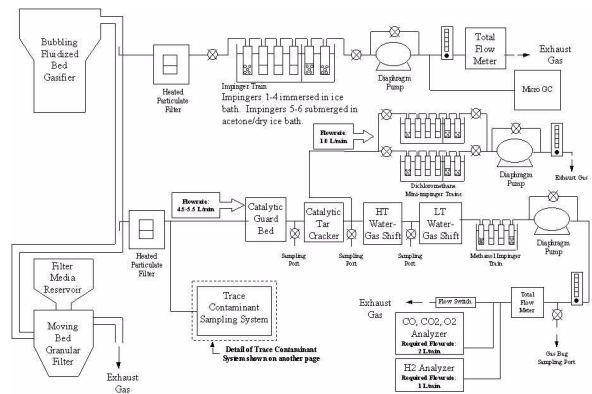 Bubbling
Fluidized
Bed
Gasifier
Heated
Particulate
Filter
Impinger Train
Impingers 1-4 immersed in ice
bath. Impingers 5-6 submerged in
acetone/dry ice bath.
Diaphragm
Pump
Total
Flow
Meter
Exhaust
Gas
Micro GC
Flowrate:
1.0 L/min
Dichloromethane
Mini-impinger Trains
Diaphragm
Pump
Exhaust Gas
Flowrate:
4.5-5.5 L/min
Catalytic
Guard
Bed
Catalytic
Tar
Cracker
HT
Water-
Gas Shift
LT
Water-
Gas Shift
Sampling
Port
Sampling
Port
Sampling
Port
Methanol Impinger
Train
Diaphragm
Pump
Heated
Particulate
Filter
Filter
Media
Reservoir
Moving
Bed
Granular
Filter
Exhaust
Gas
Trace
Contaminant
Sampling System
Detail of Trace Contaminant
System shown on another page
Exhaust
Gas
Flow Switch
Total
Flow
Meter
CO, CO2, O2
Analyzer
Required Flowrate:
2 L/min
H2 Analyzer
Required Flowrate:
1 L/min
Gas Bag
Sampling Port